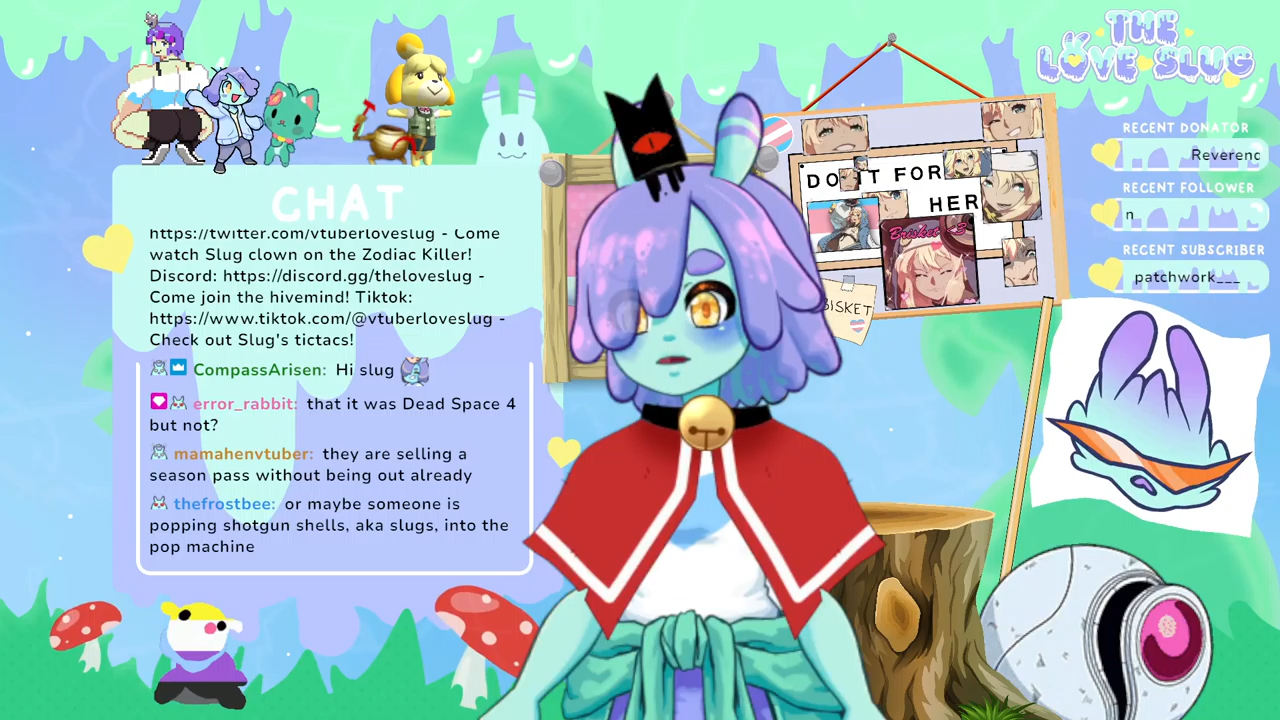 THE
LOVE SLUG
RECENT DONATOR
Reverenc
RECENT FOLLOWER
n
RECENT SUBSCRIBER
patchwork___
CHAT
https://twitter.com/vtuberloveslug - Come
watch Slug clown on the Zodiac Killer!
Discord: https://discord.gg/theloveslug -
Come join the hivemind! Tiktok:
https://www.tiktok.com/@vtuberloveslug -
Check out Slug's tictacs!
CompassArisen: Hi slug
error_rabbit: that it was Dead Space 4
but not?
mamahenvtuber: they are selling a
season pass without being out already
thefrostbee: or maybe someone is
popping shotgun shells, aka slugs, into the
pop machine
DO IT FOR
HER
Brisket <3
BISKET